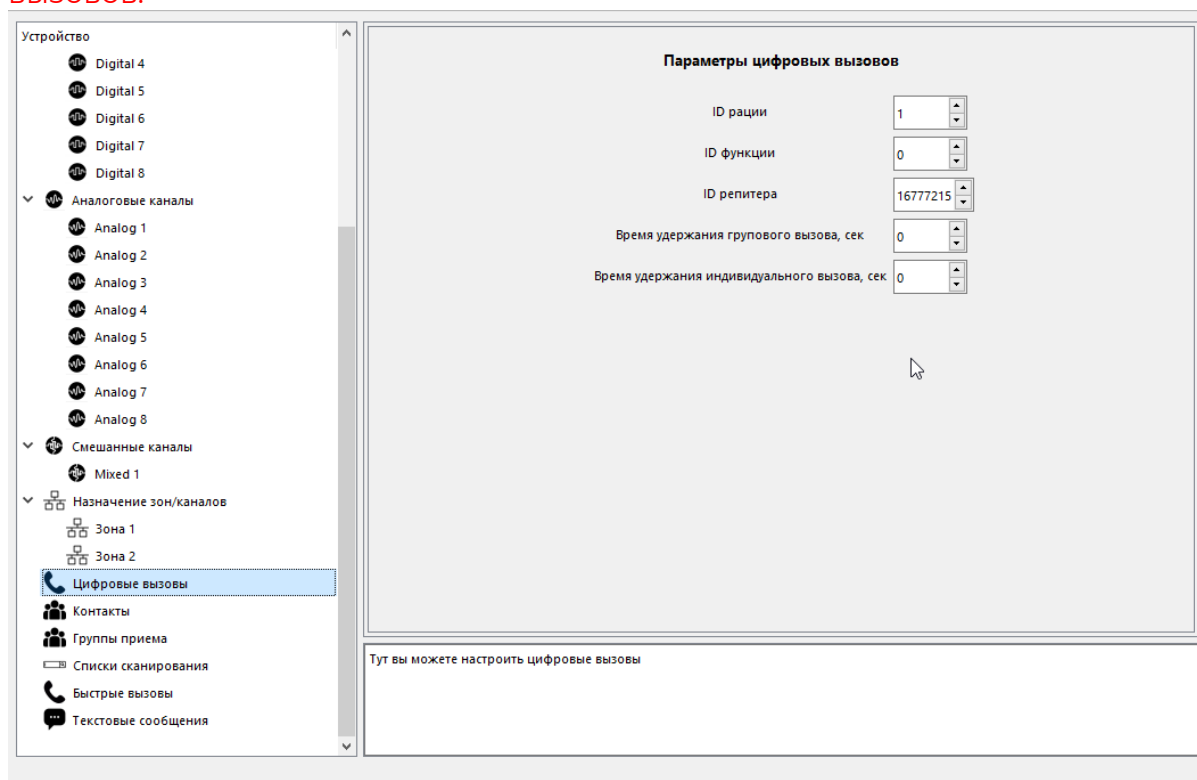 вызовов.
Устройство
Digital 4
Digital 5
Digital 6
Digital 7
Digital 8
Аналоговые каналы
Analog 1
Analog 2
Analog 3
Analog 4
Analog 5
Analog 6
Analog 7
Analog 8
Смешанные каналы
Mixed 1
Назначение зон/каналов
Зона 1
Зона 2
Цифровые вызовы
Контакты
Группы приема
Списки сканирования
Быстрые вызовы
Текстовые сообщения
Параметры цифровых вызовов
ID рации 1
ID функции 0
ID репитера 16777215
Время удержания групового вызова, сек 0
Время удержания индивидуального вызова, сек 0
Тут вы можете настроить цифровые вызовы